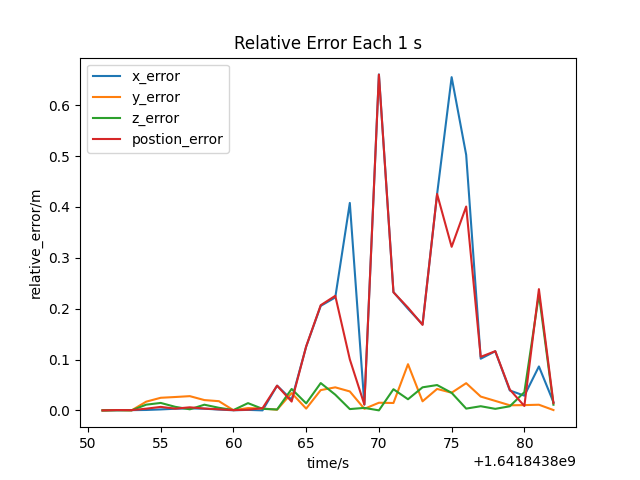 Relative Error Each 1 s
x_error
y_error
z_error
postion_error
relative_error/m
0.6
0.5
0.4
0.3
0.2
0.1
0.0
50 55 60 65 70 75 80
time/s
+1.6418438e9